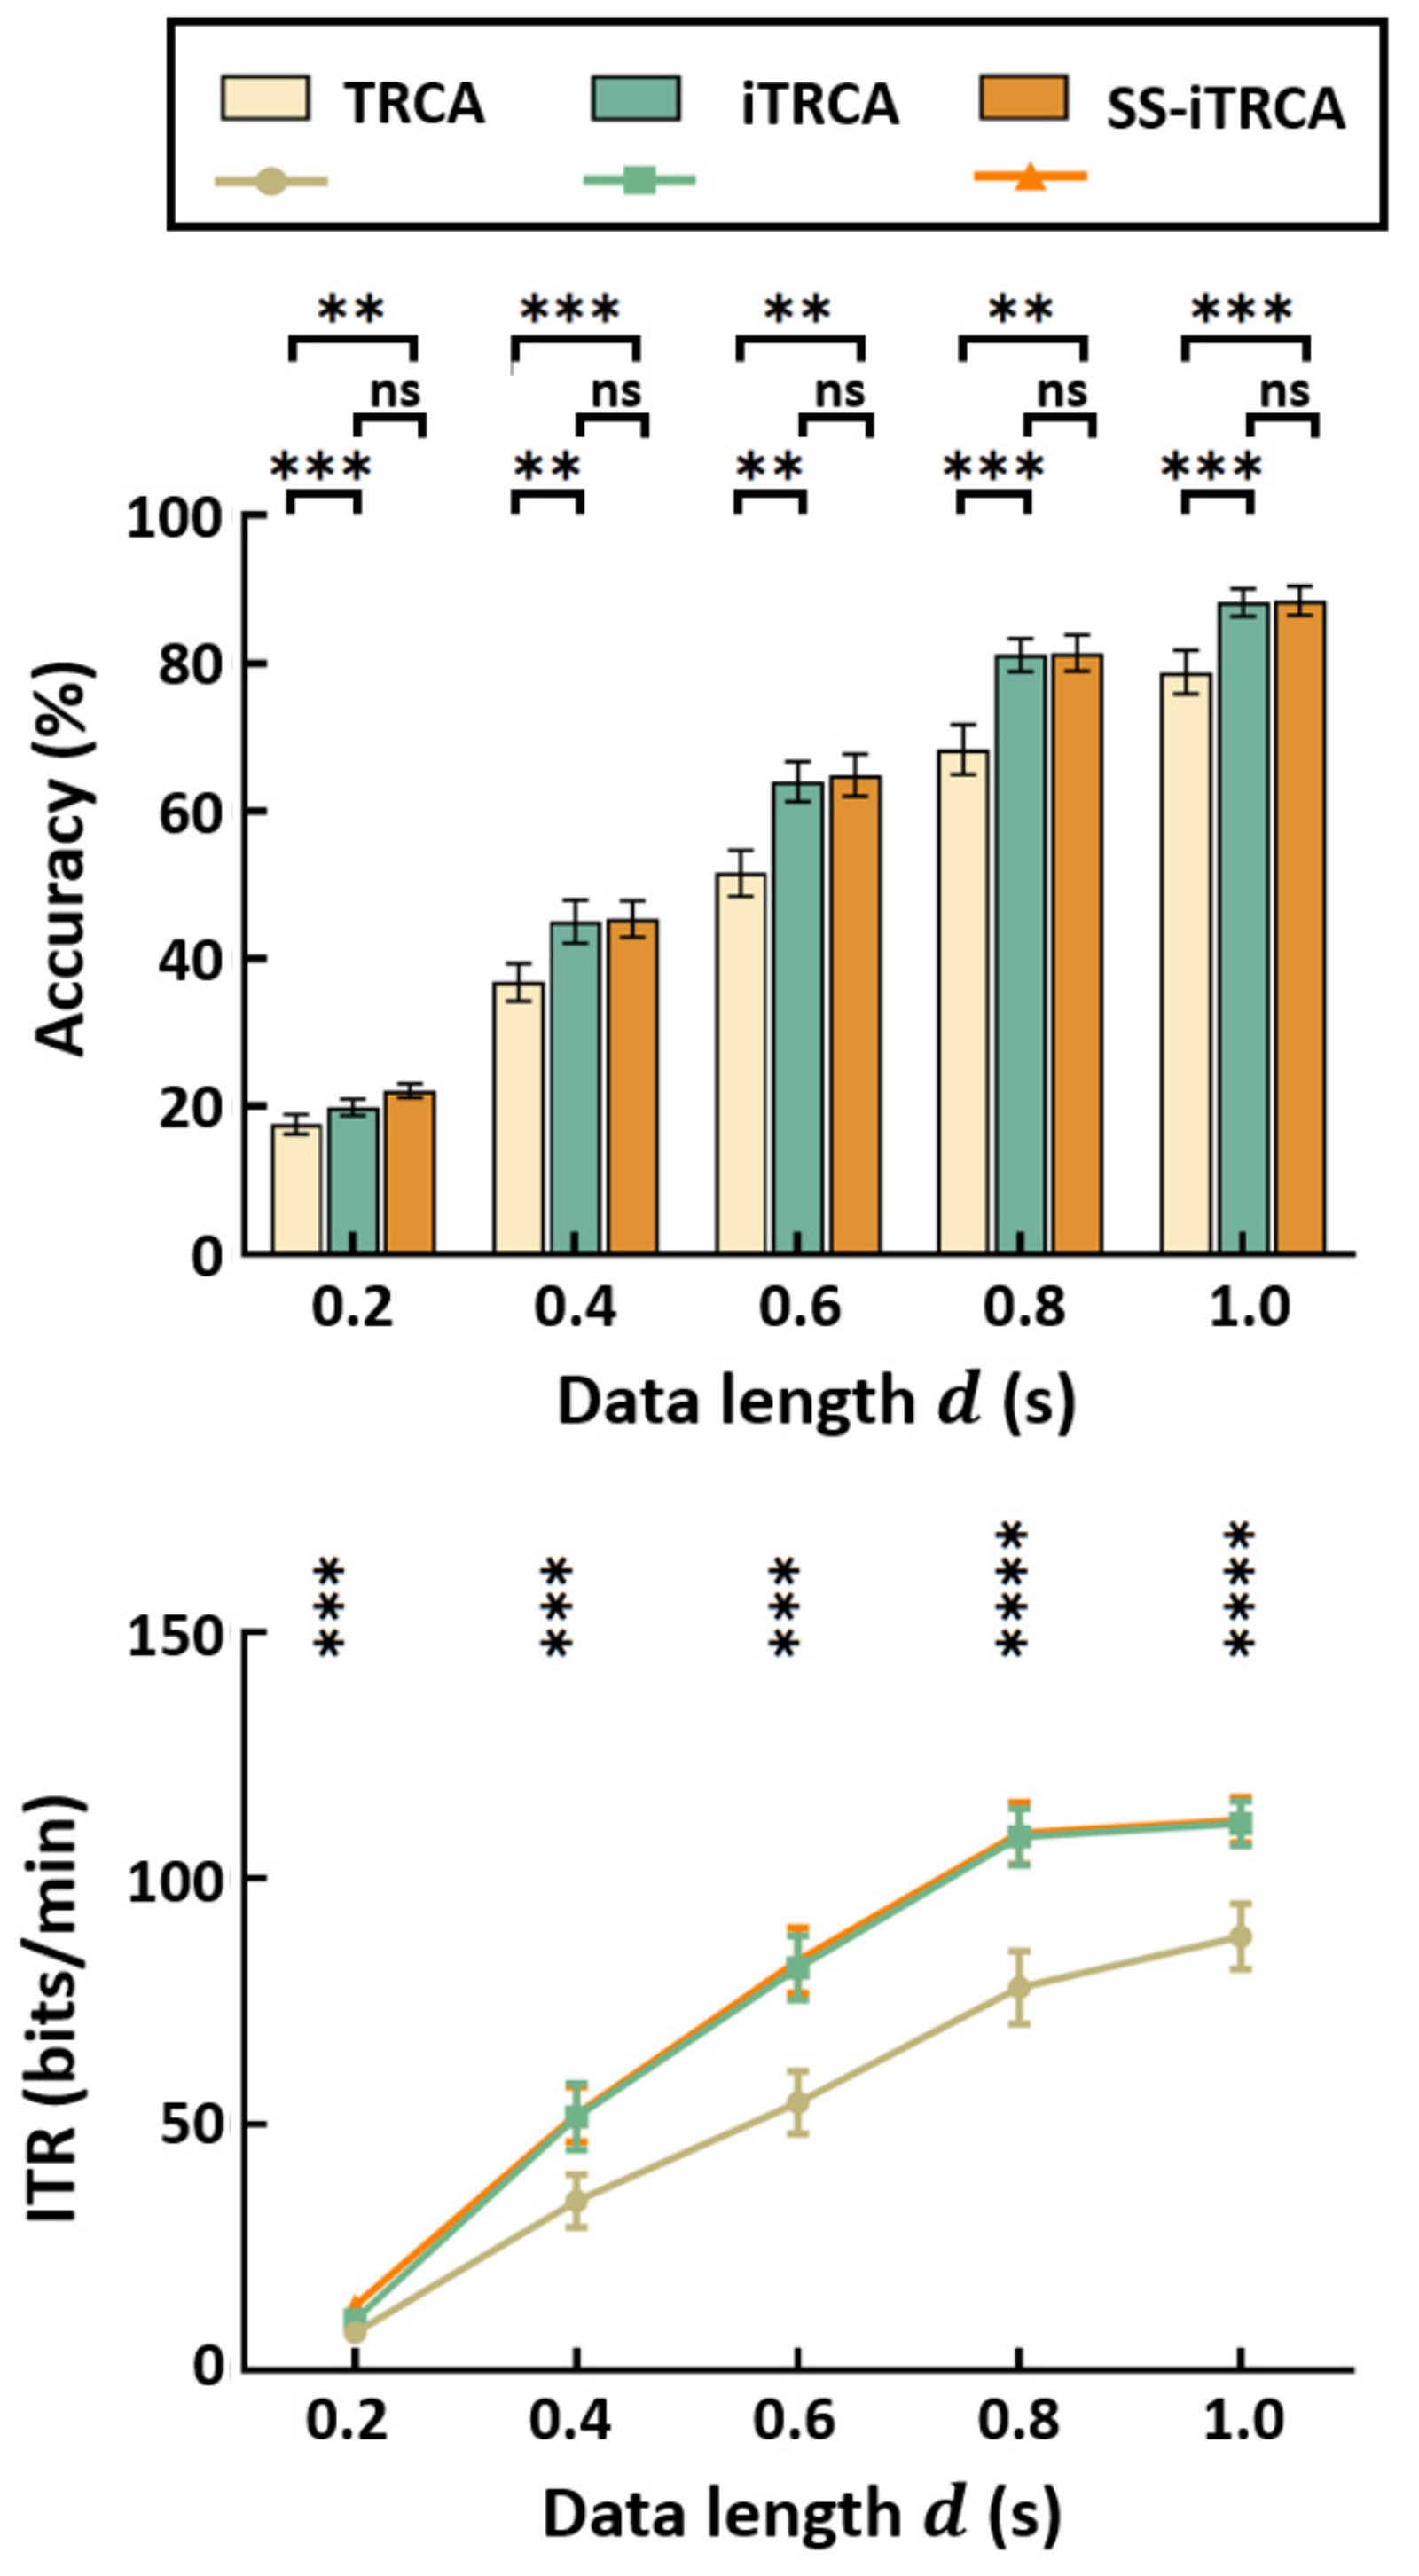 TRCA iTRCA SS-iTRCA
** *** ** ** ***
ns ns ns ns ns
*** ** ** *** ***
100
80
60
40
20
0
Accuracy (%)
0.2 0.4 0.6 0.8 1.0
Data length d (s)
*** *** *** **** ****
150
100
50
0
ITR (bits/min)
0.2 0.4 0.6 0.8 1.0
Data length d (s)